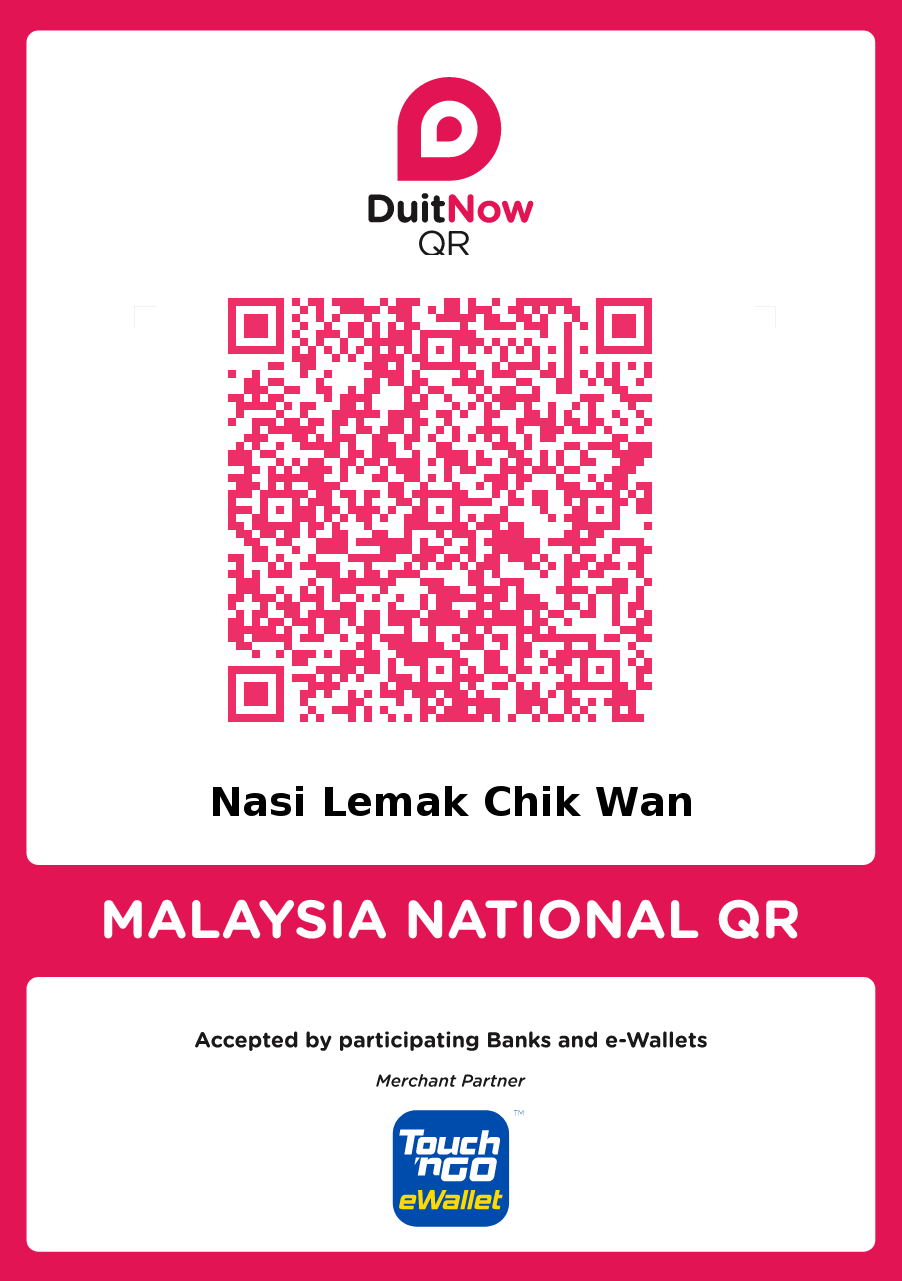 DuitNow
QR
Nasi Lemak Chik Wan
MALAYSIA NATIONAL QR
Accepted by participating Banks and e-Wallets
Merchant Partner
TM
Touch
'nGO
eWallet